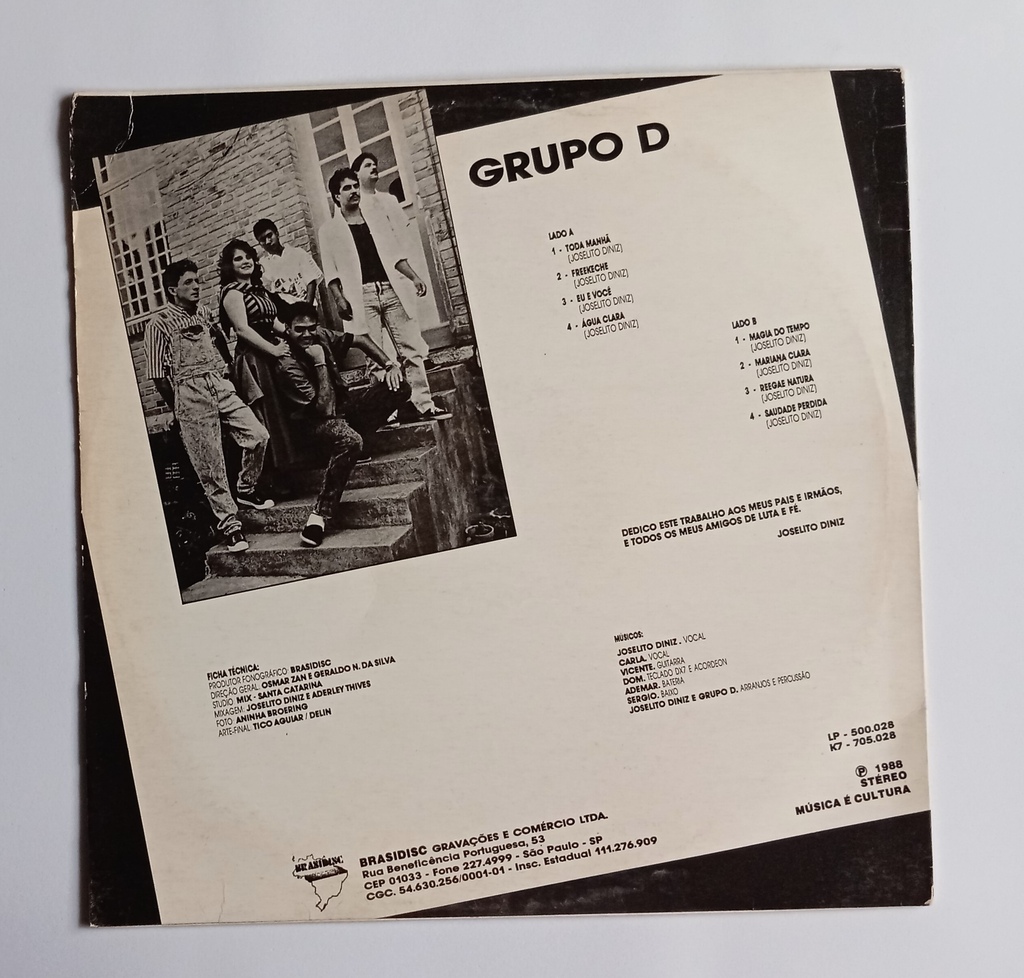 GRUPO D
LADO A
1 - TODA MANHÃ
(JOSELITO DINIZ)
2 - FREEKECHE
(JOSELITO DINIZ)
3 - EU E VOCÊ
(JOSELITO DINIZ)
4 - ÁGUA CLARA
(JOSELITO DINIZ)
LADO B
1 - MAGIA DO TEMPO
(JOSELITO DINIZ)
2 - MARIANA CLARA
(JOSELITO DINIZ)
3 - REEGAE NATURA
(JOSELITO DINIZ)
4 - SAUDADE PERDIDA
(JOSELITO DINIZ)
DEDICO ESTE TRABALHO AOS MEUS PAIS E IRMÃOS,
E TODOS OS MEUS AMIGOS DE LUTA E FÉ.
JOSELITO DINIZ
FICHA TÉCNICA:
PRODUTOR FONOGRÁFICO: BRASIDISC
DIREÇÃO GERAL: OSMAR ZAN E GERALDO N. DA SILVA
STUDIO: MIX - SANTA CATARINA
MIXAGEM: JOSELITO DINIZ E ADERLEY THIVES
FOTO: ANINHA BROERING
ARTE-FINAL: TICO AGUIAR / DELIN
MÚSICOS:
JOSELITO DINIZ. VOCAL
CARLA. VOCAL
VICENTE. GUITARRA
DOM. TECLADO DX7 E ACORDEON
ADEMAR. BATERIA
SERGIO. BAIXO
JOSELITO DINIZ E GRUPO D. ARRANJOS E PERCUSSÃO
LP - 500.028
K7 - 705.028
Ⓟ 1988
STÉREO
MÚSICA É CULTURA
BRASIDISC
BRASIDISC GRAVAÇÕES E COMÉRCIO LTDA.
Rua Beneficência Portuguesa, 53
CEP 01033 - Fone 227.4999 - São Paulo - SP
CGC. 54.630.256/0001-01 - Insc. Estadual 111.276.909